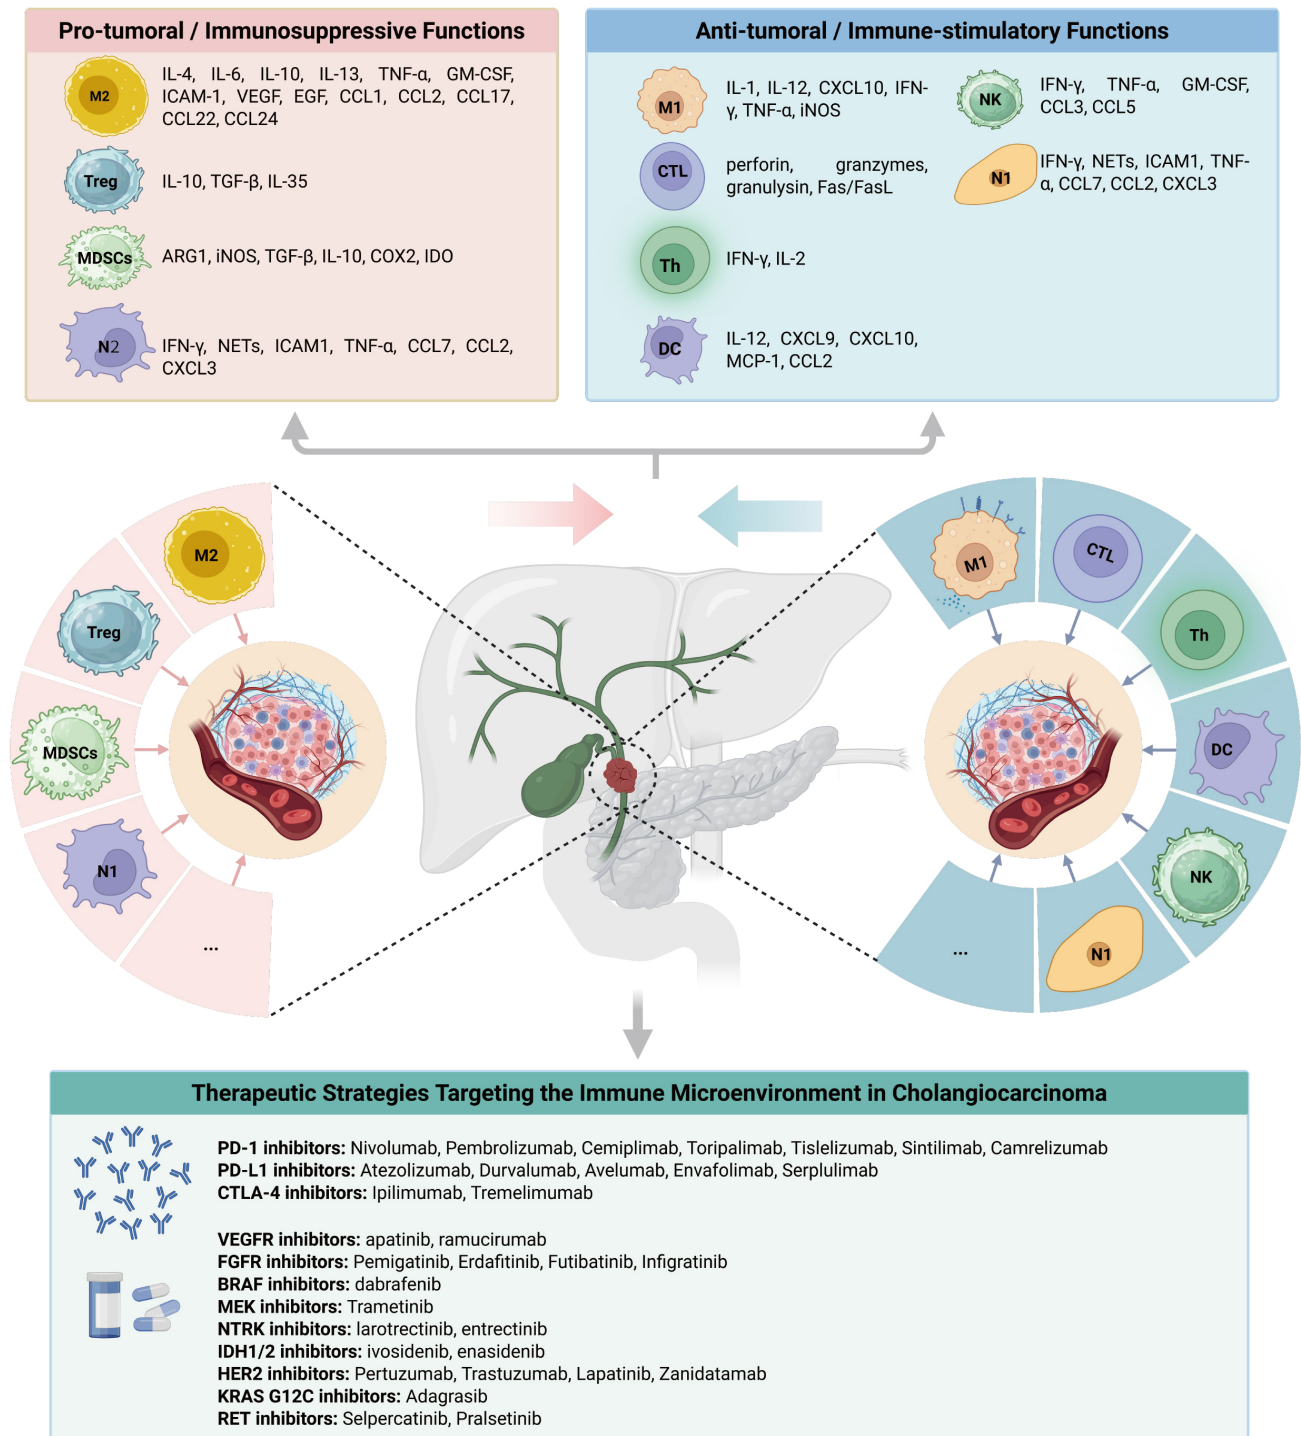 Pro-tumoral / Immunosuppressive Functions
M2
IL-4, IL-6, IL-10, IL-13, TNF-α, GM-CSF,
ICAM-1, VEGF, EGF, CCL1, CCL2, CCL17,
CCL22, CCL24
Treg
IL-10, TGF-β, IL-35
MDSCs
ARG1, iNOS, TGF-β, IL-10, COX2, IDO
N2
IFN-γ, NETs, ICAM1, TNF-α, CCL7, CCL2,
CXCL3
Anti-tumoral / Immune-stimulatory Functions
M1
IL-1, IL-12, CXCL10, IFN-
γ, TNF-α, iNOS
CTL
perforin, granzymes,
granulysin, Fas/FasL
Th
IFN-γ, IL-2
DC
IL-12, CXCL9, CXCL10,
MCP-1, CCL2
NK
IFN-γ, TNF-α, GM-CSF,
CCL3, CCL5
N1
IFN-γ, NETs, ICAM1, TNF-
α, CCL7, CCL2, CXCL3
M2
Treg
MDSCs
N1
...
M1
CTL
Th
DC
NK
N1
...
Therapeutic Strategies Targeting the Immune Microenvironment in Cholangiocarcinoma
PD-1 inhibitors: Nivolumab, Pembrolizumab, Cemiplimab, Toripalimab, Tislelizumab, Sintilimab, Camrelizumab
PD-L1 inhibitors: Atezolizumab, Durvalumab, Avelumab, Envafolimab, Serplulimab
CTLA-4 inhibitors: Ipilimumab, Tremelimumab
VEGFR inhibitors: apatinib, ramucirumab
FGFR inhibitors: Pemigatinib, Erdafitinib, Futibatinib, Infigratinib
BRAF inhibitors: dabrafenib
MEK inhibitors: Trametinib
NTRK inhibitors: larotrectinib, entrectinib
IDH1/2 inhibitors: ivosidenib, enasidenib
HER2 inhibitors: Pertuzumab, Trastuzumab, Lapatinib, Zanidatamab
KRAS G12C inhibitors: Adagrasib
RET inhibitors: Selpercatinib, Pralsetinib